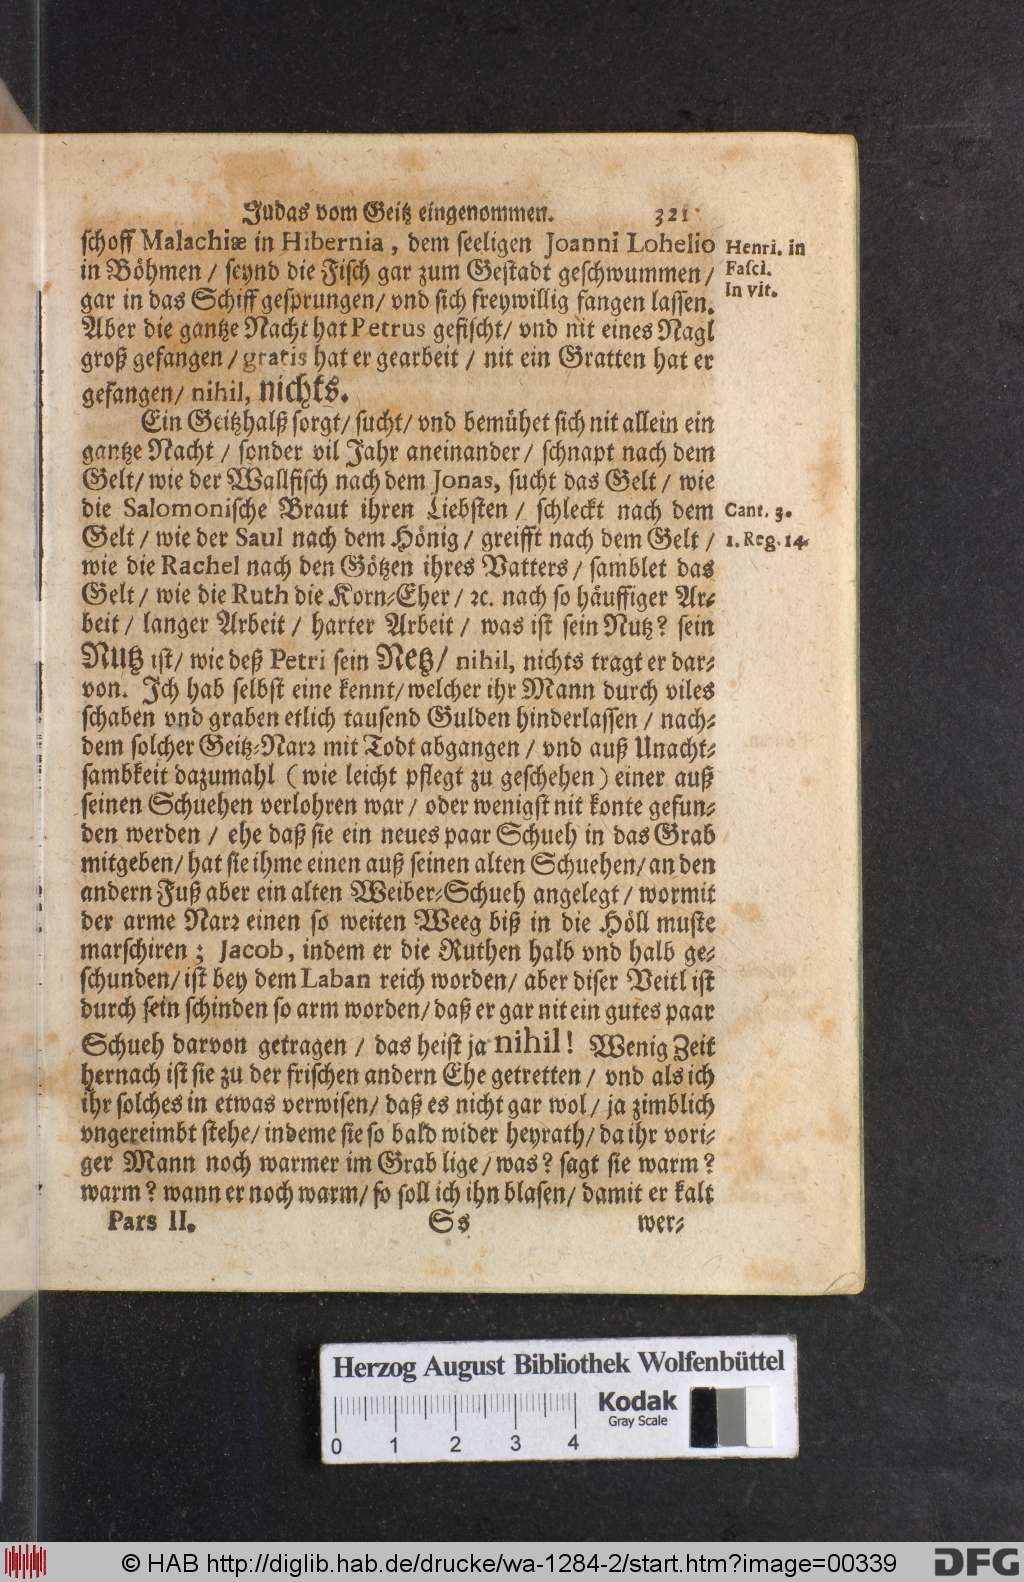 Judas vom Geitz eingenommen. 321
schoff Malachiæ in Hibernia, dem seeligen Joanni Lohelio
in Böhmen / seynd die Fisch gar zum Gestadt geschwummen /
gar in das Schiff gesprungen / vnd sich freywillig fangen lassen.
Henri. in
Fasci.
In vit.
Aber die gantze Nacht hat Petrus gefischt / vnd nit eines Nagl
groß gefangen / gratis hat er gearbeit / nit ein Gratten hat er
gefangen / nihil, nichts.
Ein Geitzhalß sorgt / sucht / vnd bemühet sich nit allein ein
gantze Nacht / sonder vil Jahr aneinander / schnapt nach dem
Gelt / wie der Wallfisch nach dem Jonas, sucht das Gelt / wie
die Salomonische Braut ihren Liebsten / schleckt nach dem
Cant. 3.
Gelt / wie der Saul nach dem Hönig / greifft nach dem Gelt /
1. Reg. 14.
wie die Rachel nach den Götzen ihres Vatters / samblet das
Gelt / wie die Ruth die Korn-Eher / ꝛc. nach so häuffiger Ar-
beit / langer Arbeit / harter Arbeit / was ist sein Nutz? sein
Nutz ist / wie deß Petri sein Netz / nihil, nichts tragt er dar-
von. Ich hab selbst eine kennt / welcher ihr Mann durch viles
schaben vnd graben etlich tausend Gulden hinderlassen / nach-
dem solcher Geitz-Narr mit Todt abgangen / vnd auß Unacht-
sambkeit dazumahl ( wie leicht pflegt zu geschehen ) einer auß
seinen Schuehen verlohren war / oder wenigst nit konte gefun-
den werden / ehe daß sie ein neues paar Schueh in das Grab
mitgeben / hat sie ihme einen auß seinen alten Schuehen / an den
andern Fuß aber ein alten Weiber-Schueh angelegt / wormit
der arme Narr einen so weiten Weeg biß in die Höll muste
marschiren; Jacob, indem er die Ruthen halb vnd halb ge-
schunden / ist bey dem Laban reich worden / aber diser Veitl ist
durch sein schinden so arm worden / daß er gar nit ein gutes paar
Schueh darvon getragen / das heist ja nihil! Wenig Zeit
hernach ist sie zu der frischen andern Ehe getretten / vnd als ich
ihr solches in etwas verwisen / daß es nicht gar wol / ja zimblich
vngereimbt stehe / indeme sie so bald wider heyrath / da ihr vori-
ger Mann noch warmer im Grab lige / was? sagt sie warm?
warm? wann er noch warm / so soll ich ihn blasen / damit er kalt
Pars II. Ss wer-
Herzog August Bibliothek Wolfenbüttel
0 1 2 3 4
Kodak
Gray Scale
© HAB http://diglib.hab.de/drucke/wa-1284-2/start.htm?image=00339
DFG